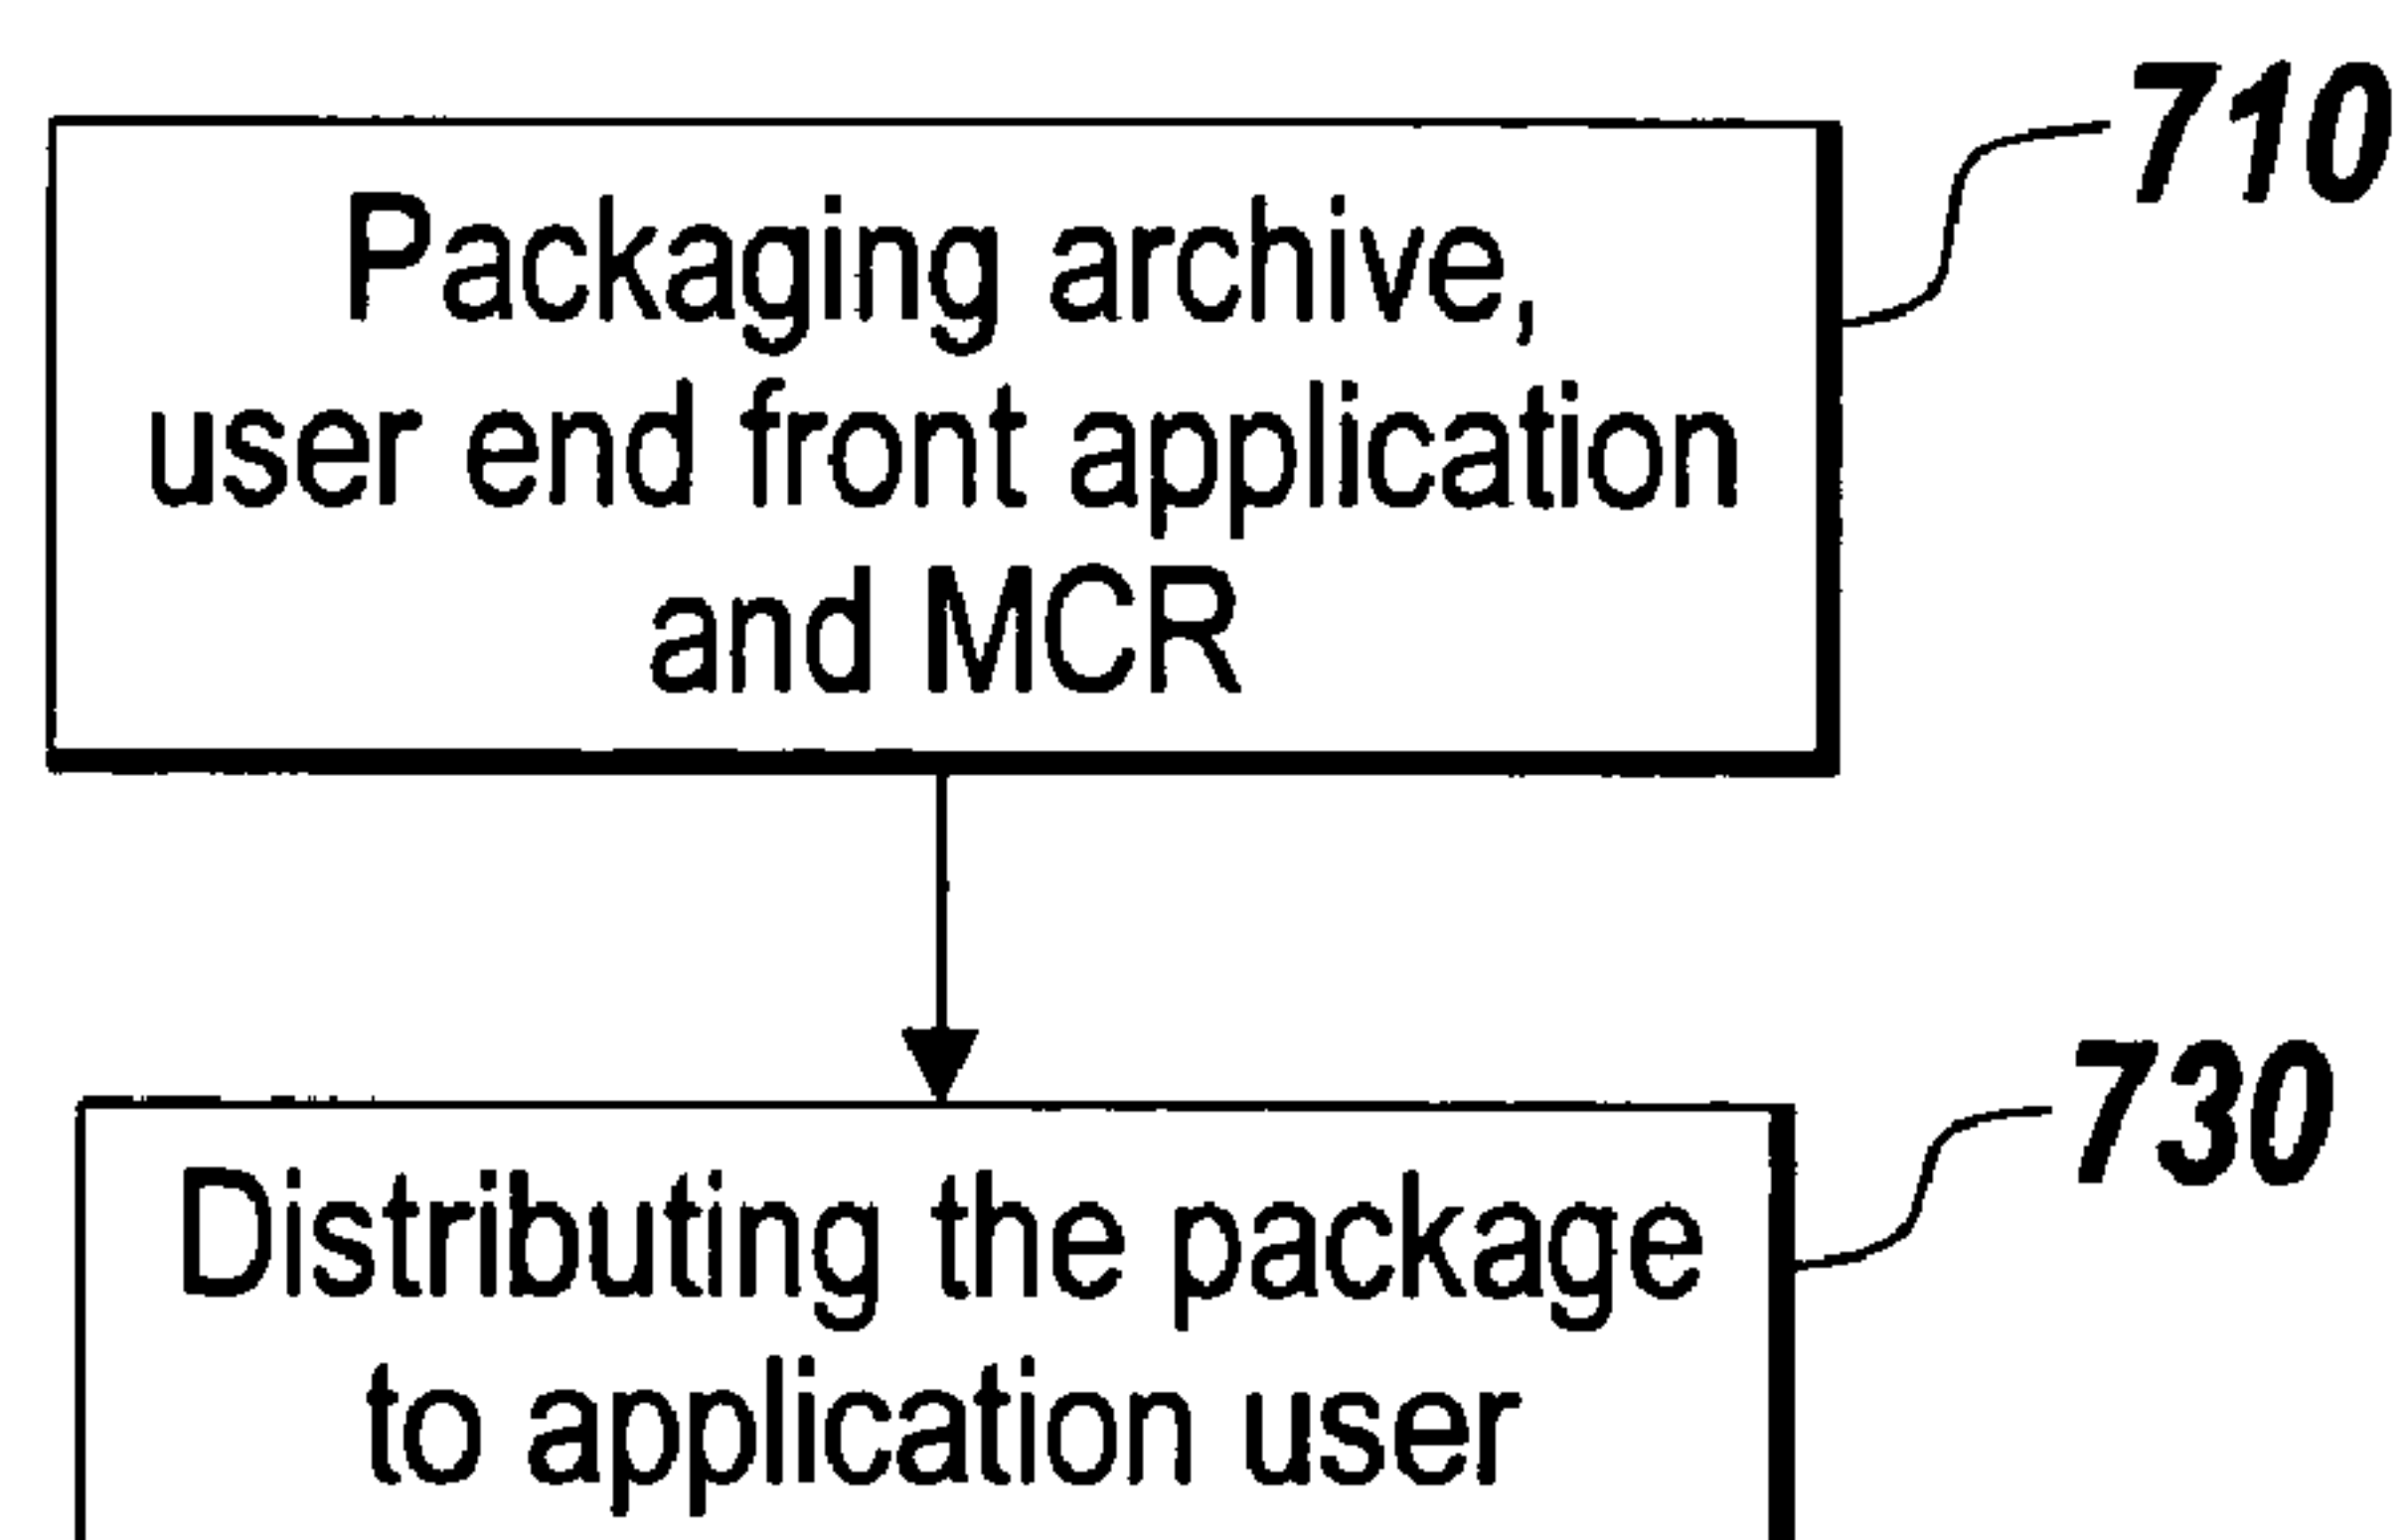 710
Packaging archive,
user end front application
and MCR
730
Distributing the package
to application user